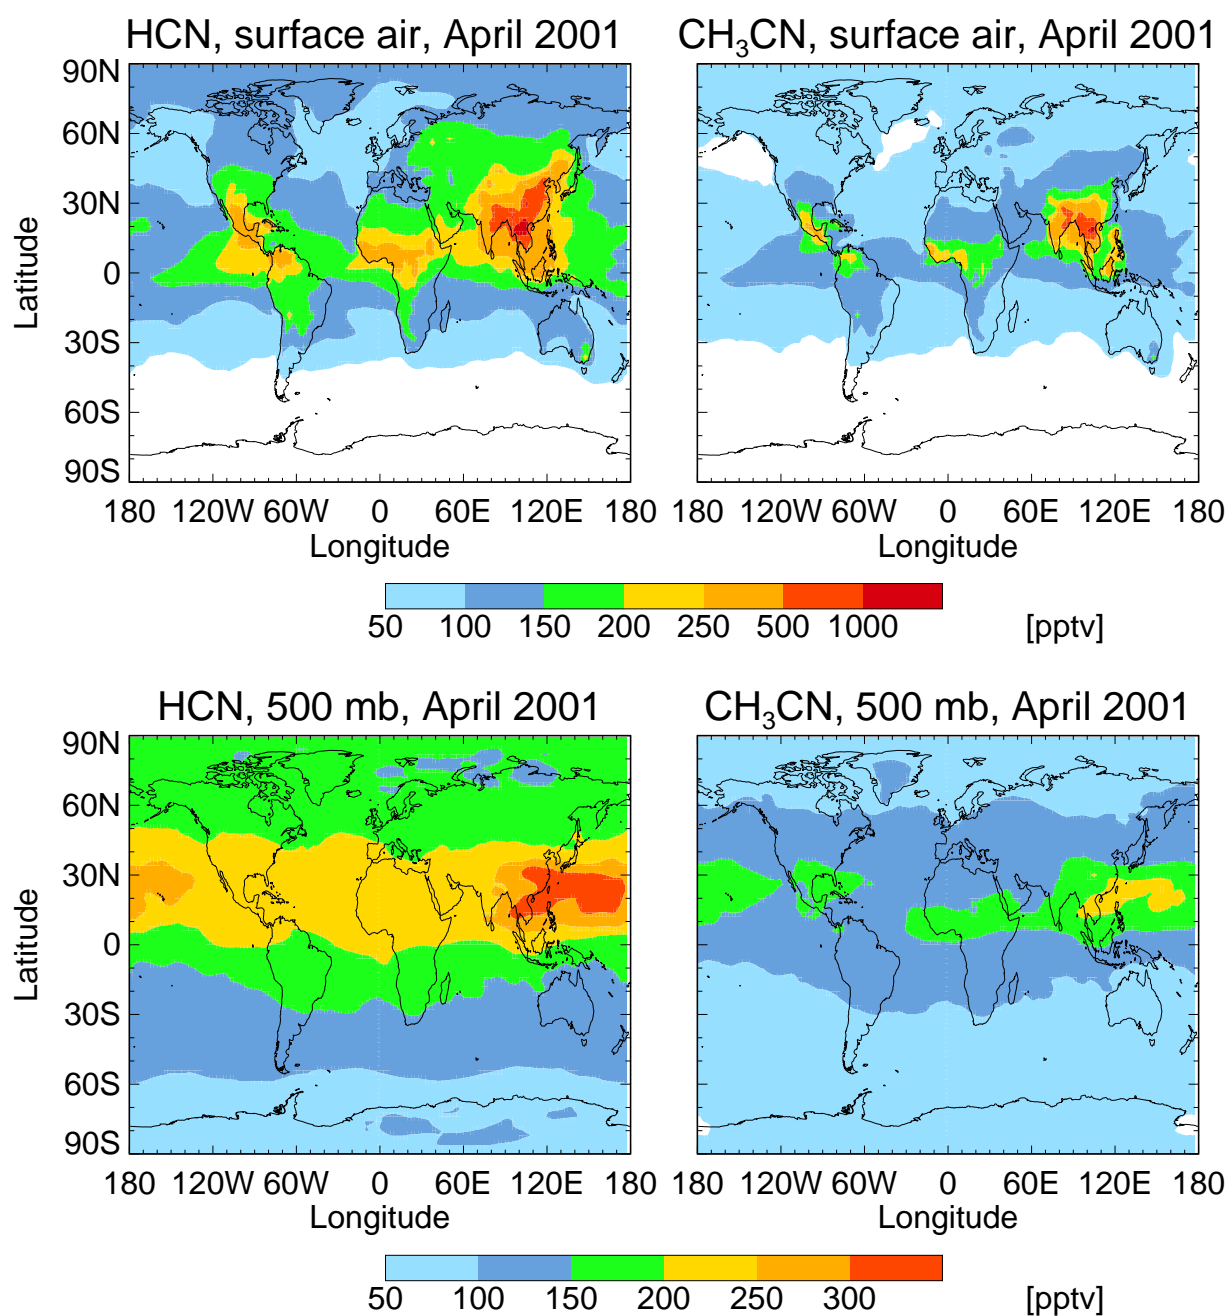 HCN, surface air, April 2001
CH₃CN, surface air, April 2001
90N
60N
30N
0
30S
60S
90S
Latitude
180 120W 60W 0 60E 120E 180
Longitude
180 120W 60W 0 60E 120E 180
Longitude
50 100 150 200 250 500 1000 [pptv]
HCN, 500 mb, April 2001
CH₃CN, 500 mb, April 2001
90N
60N
30N
0
30S
60S
90S
Latitude
180 120W 60W 0 60E 120E 180
Longitude
180 120W 60W 0 60E 120E 180
Longitude
50 100 150 200 250 300 [pptv]